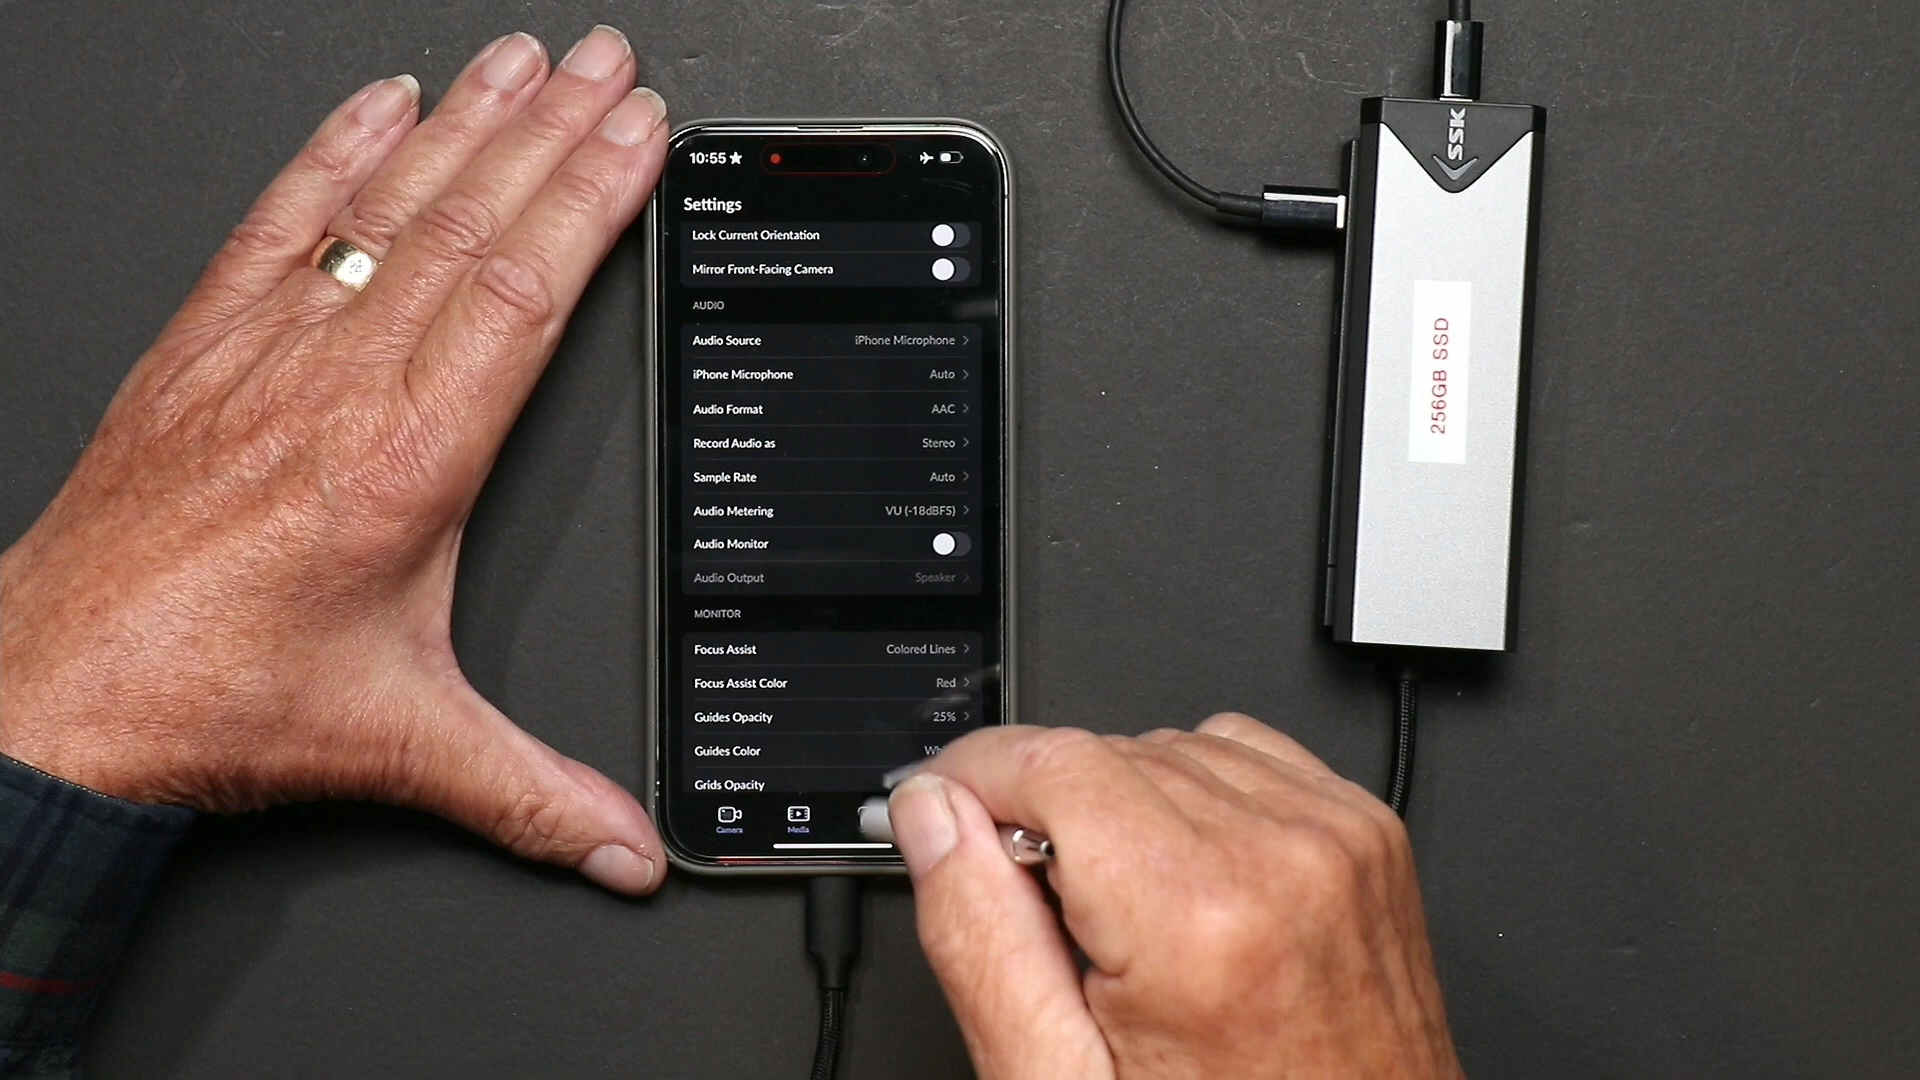 10:55
Settings
Lock Current Orientation
Mirror Front-Facing Camera
AUDIO
Audio Source iPhone Microphone
iPhone Microphone Auto
Audio Format AAC
Record Audio as Stereo
Sample Rate Auto
Audio Metering VU (-18dBFS)
Audio Monitor
Audio Output Speaker
MONITOR
Focus Assist Colored Lines
Focus Assist Color Red
Guides Opacity 25%
Guides Color
Grids Opacity
Camera Media
SSK
256GB SSD